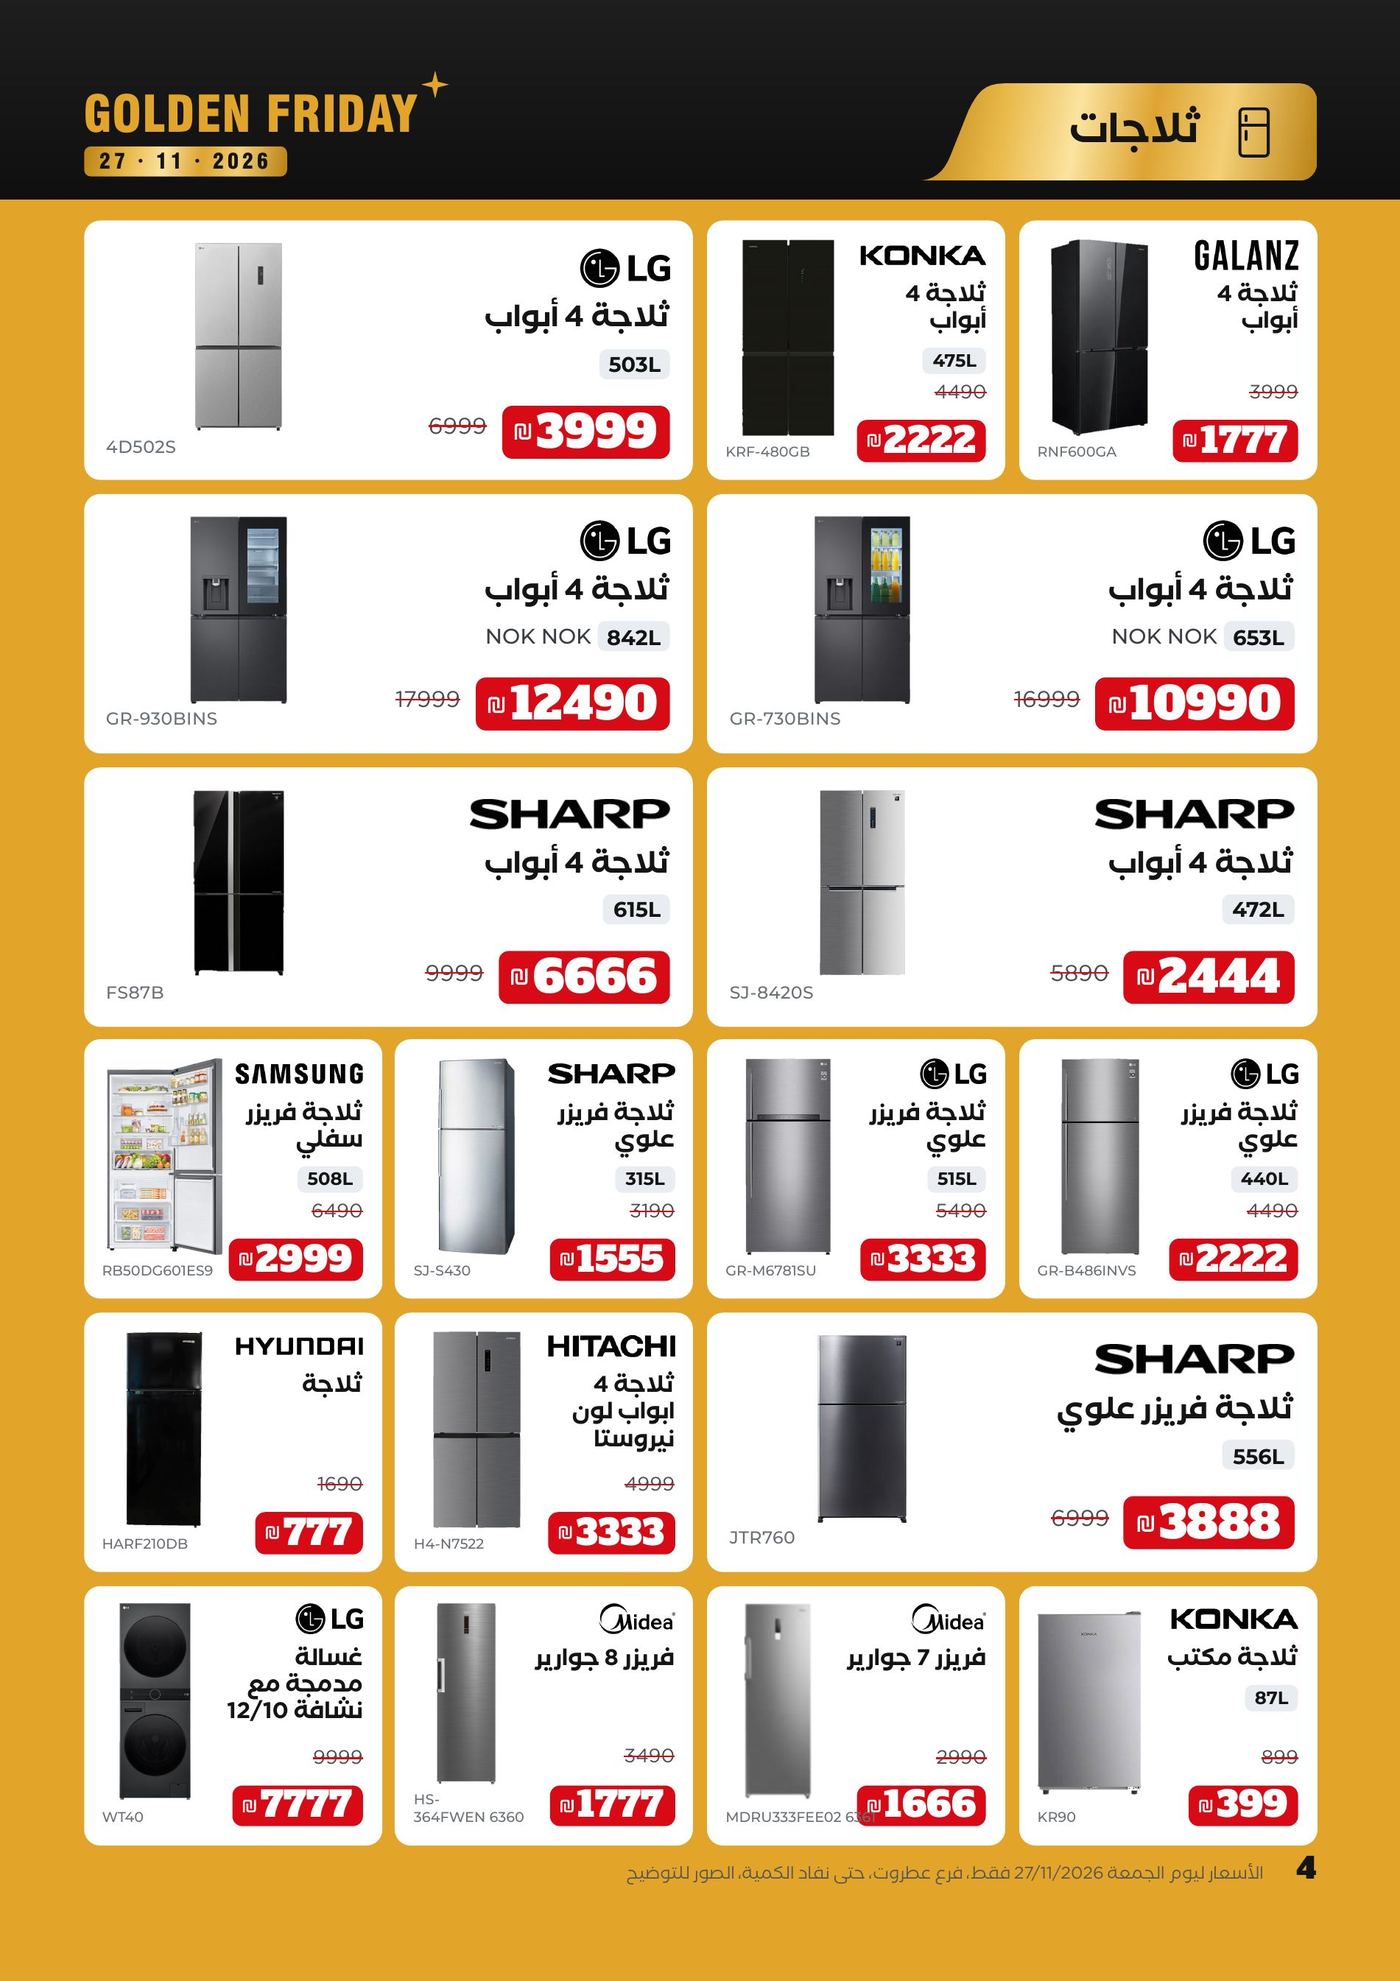 GOLDEN FRIDAY
27 · 11 · 2026
ثلاجات
GALANZ
ثلاجة 4
أبواب
3999
₪1777
RNF600GA
KONKA
ثلاجة 4
أبواب
475L
4490
₪2222
KRF-480GB
LG
ثلاجة 4 أبواب
503L
6999 ₪3999
4D502S
LG
ثلاجة 4 أبواب
NOK NOK 653L
16999 ₪10990
GR-730BINS
LG
ثلاجة 4 أبواب
NOK NOK 842L
17999 ₪12490
GR-930BINS
SHARP
ثلاجة 4 أبواب
472L
5890 ₪2444
SJ-8420S
SHARP
ثلاجة 4 أبواب
615L
9999 ₪6666
FS87B
LG
ثلاجة فريزر
علوي
440L
4490
₪2222
GR-B486INVS
LG
ثلاجة فريزر
علوي
515L
5490
₪3333
GR-M6781SU
SHARP
ثلاجة فريزر
علوي
315L
3190
₪1555
SJ-S430
SAMSUNG
ثلاجة فريزر
سفلي
508L
6490
₪2999
RB50DG601ES9
SHARP
ثلاجة فريزر علوي
556L
6999 ₪3888
JTR760
HITACHI
ثلاجة 4
ابواب لون
نيروستا
4999
₪3333
H4-N7522
HYUNDAI
ثلاجة
1690
₪777
HARF210DB
KONKA
ثلاجة مكتب
87L
899
₪399
KR90
Midea
فريزر 7 جوارير
2990
₪1666
MDRU333FEE02 6361
Midea
فريزر 8 جوارير
3490
₪1777
HS-
364FWEN 6360
LG
غسالة
مدمجة مع
نشافة 12/10
9999
₪7777
WT40
الأسعار ليوم الجمعة 27/11/2026 فقط، فرع عطروت، حتى نفاد الكمية، الصور للتوضيح
4